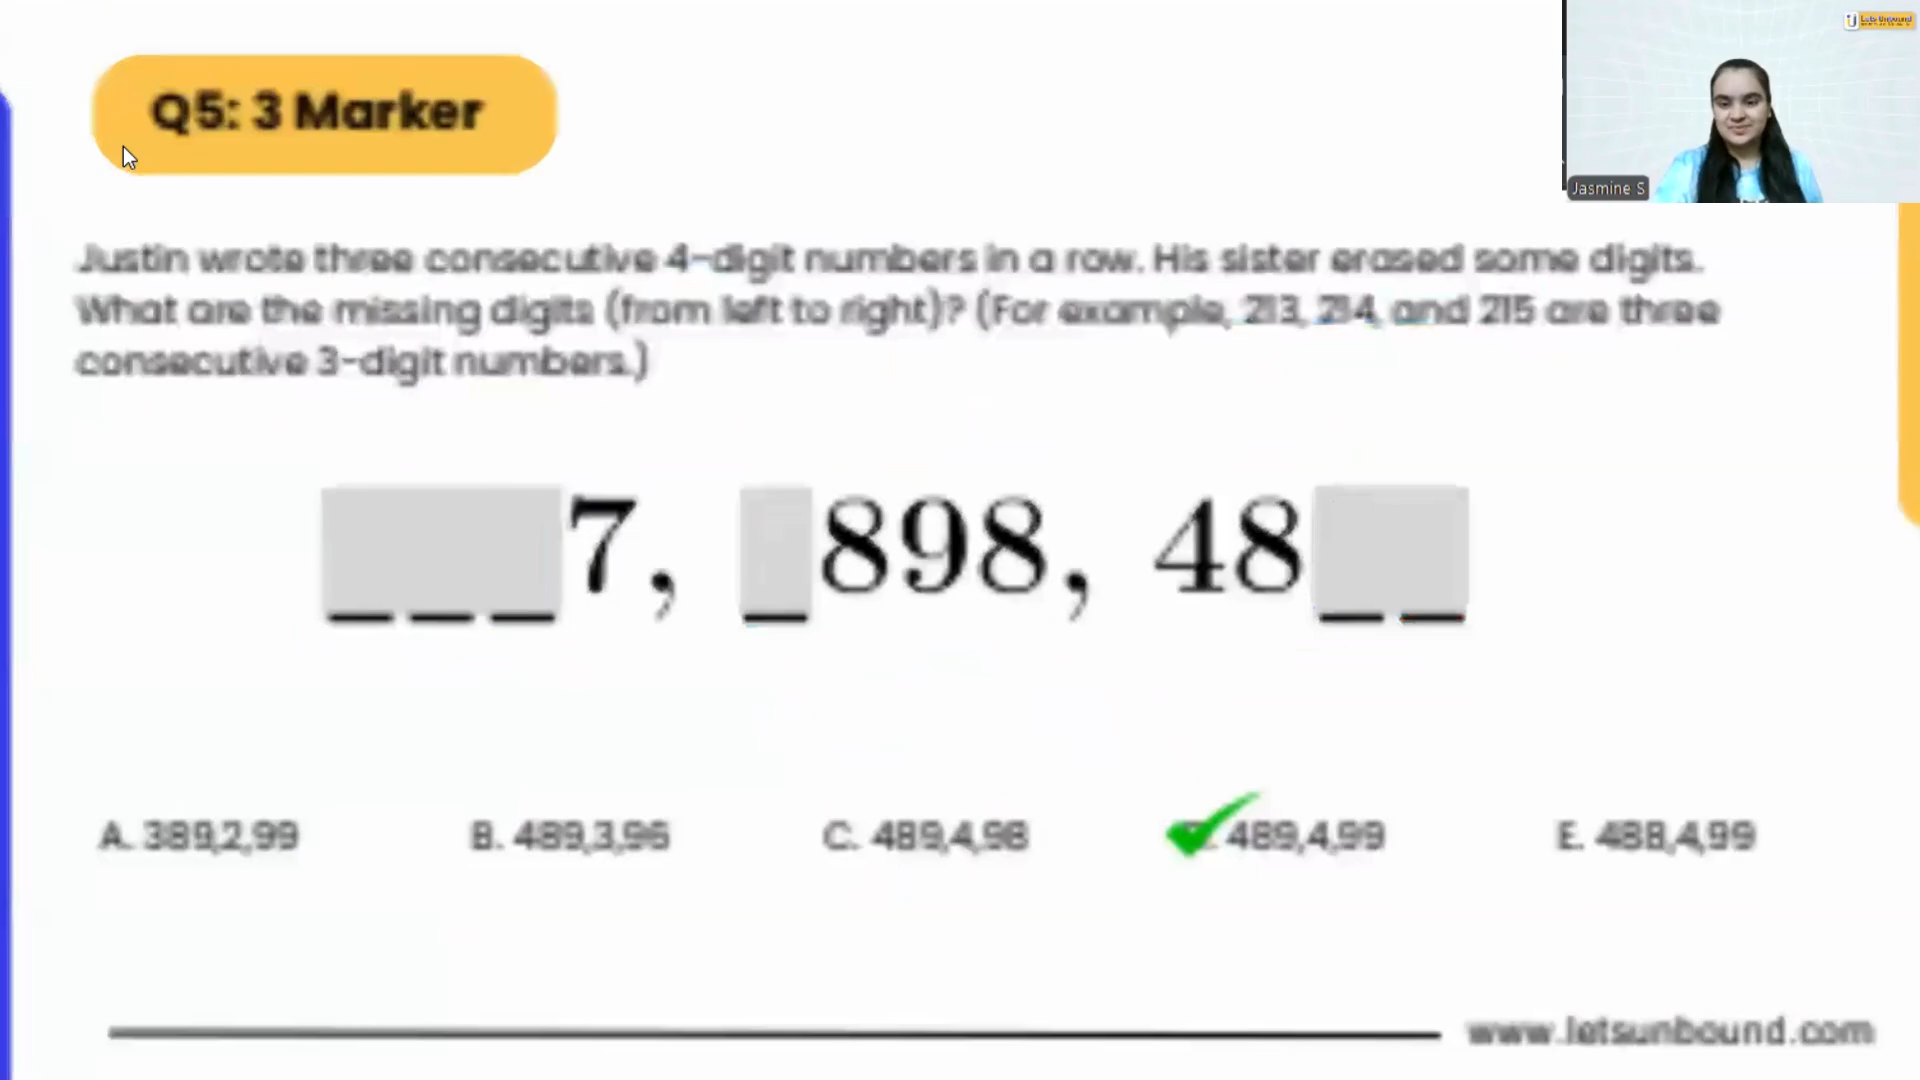 Q5: 3 Marker
Jasmine S
Justin wrote three consecutive 4-digit numbers in a row. His sister erased some digits.
What are the missing digits (from left to right)? (For example, 213, 214, and 215 are three
consecutive 3-digit numbers.)
_ _ _ 7, _ 898, 48 _ _
A. 389,2,99
B. 489,3,96
C. 489,4,98
489,4,99
E. 488,4,99
www.letsunbound.com